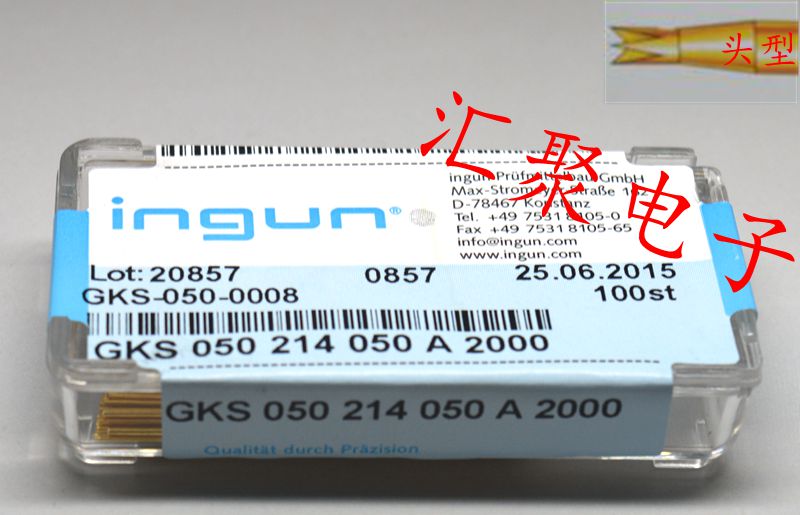 头型
汇聚电子
ingun Prüfmittelbau GmbH
Max-Stromeyer-Straße 162
D-78467 Konstanz
Tel. +49 7531 8105-0
Fax +49 7531 8105-65
info@ingun.com
www.ingun.com
ingun®
Lot: 20857 0857 25.06.2015
GKS-050-0008 100st
GKS 050 214 050 A 2000
GKS 050 214 050 A 2000
Qualität durch Präzision